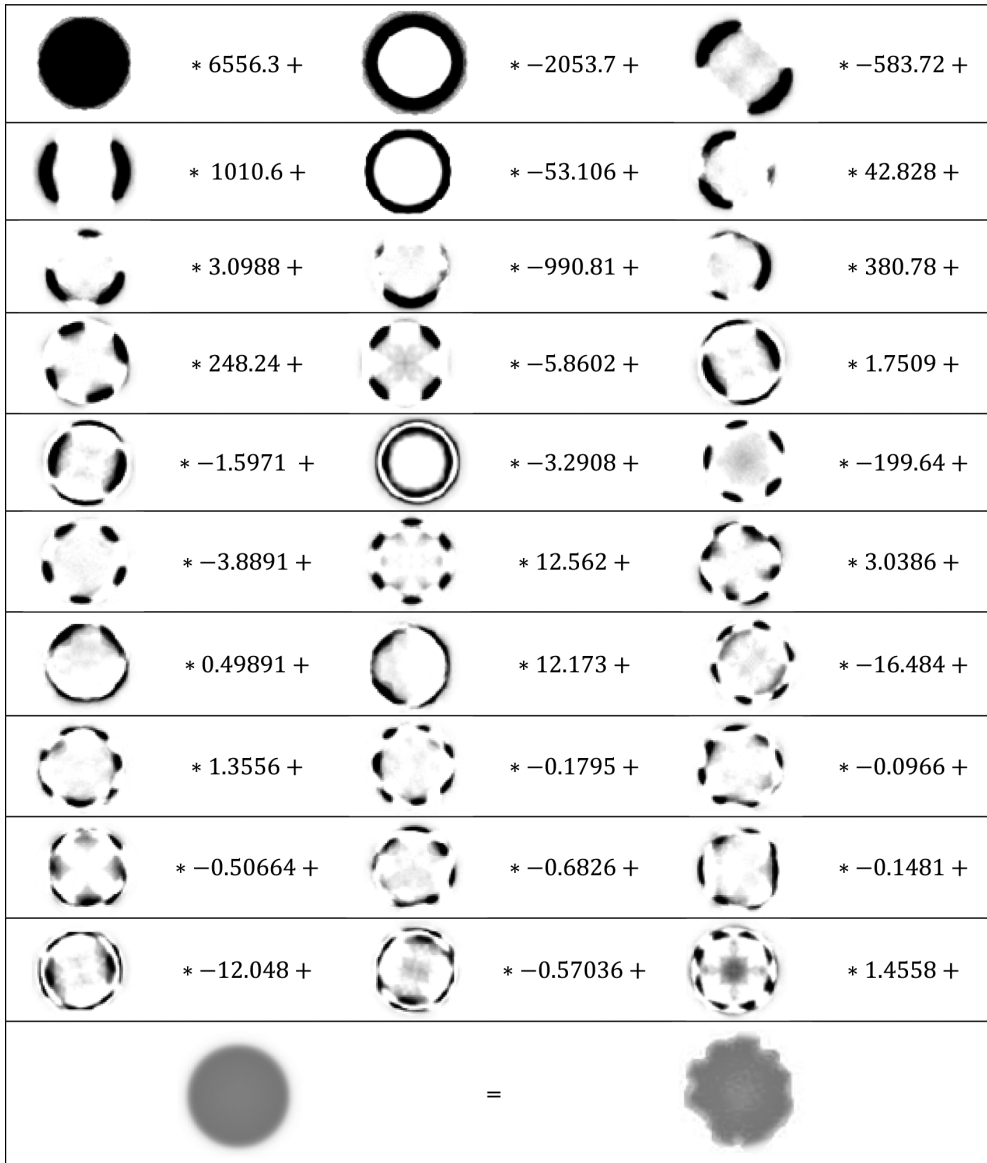 ∗ 6556.3 + ∗ −2053.7 + ∗ −583.72 +
∗ 1010.6 + ∗ −53.106 + ∗ 42.828 +
∗ 3.0988 + ∗ −990.81 + ∗ 380.78 +
∗ 248.24 + ∗ −5.8602 + ∗ 1.7509 +
∗ −1.5971 + ∗ −3.2908 + ∗ −199.64 +
∗ −3.8891 + ∗ 12.562 + ∗ 3.0386 +
∗ 0.49891 + ∗ 12.173 + ∗ −16.484 +
∗ 1.3556 + ∗ −0.1795 + ∗ −0.0966 +
∗ −0.50664 + ∗ −0.6826 + ∗ −0.1481 +
∗ −12.048 + ∗ −0.57036 + ∗ 1.4558 +
=